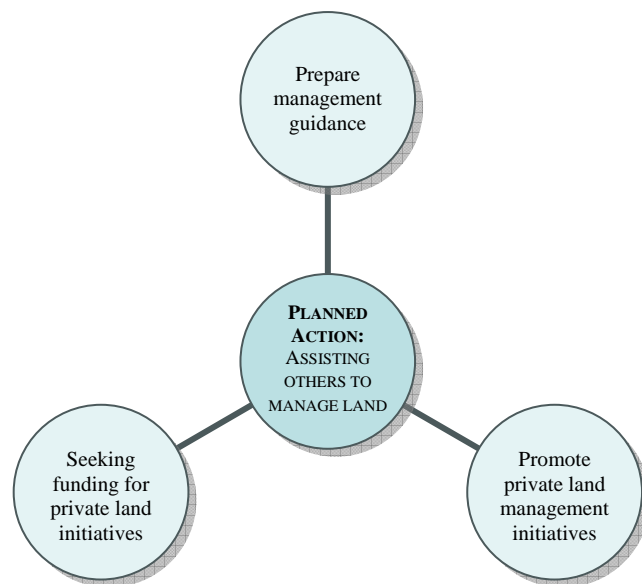 Prepare
management
guidance
PLANNED
ACTION:
ASSISTING
OTHERS TO
MANAGE LAND
Seeking
funding for
private land
initiatives
Promote
private land
management
initiatives